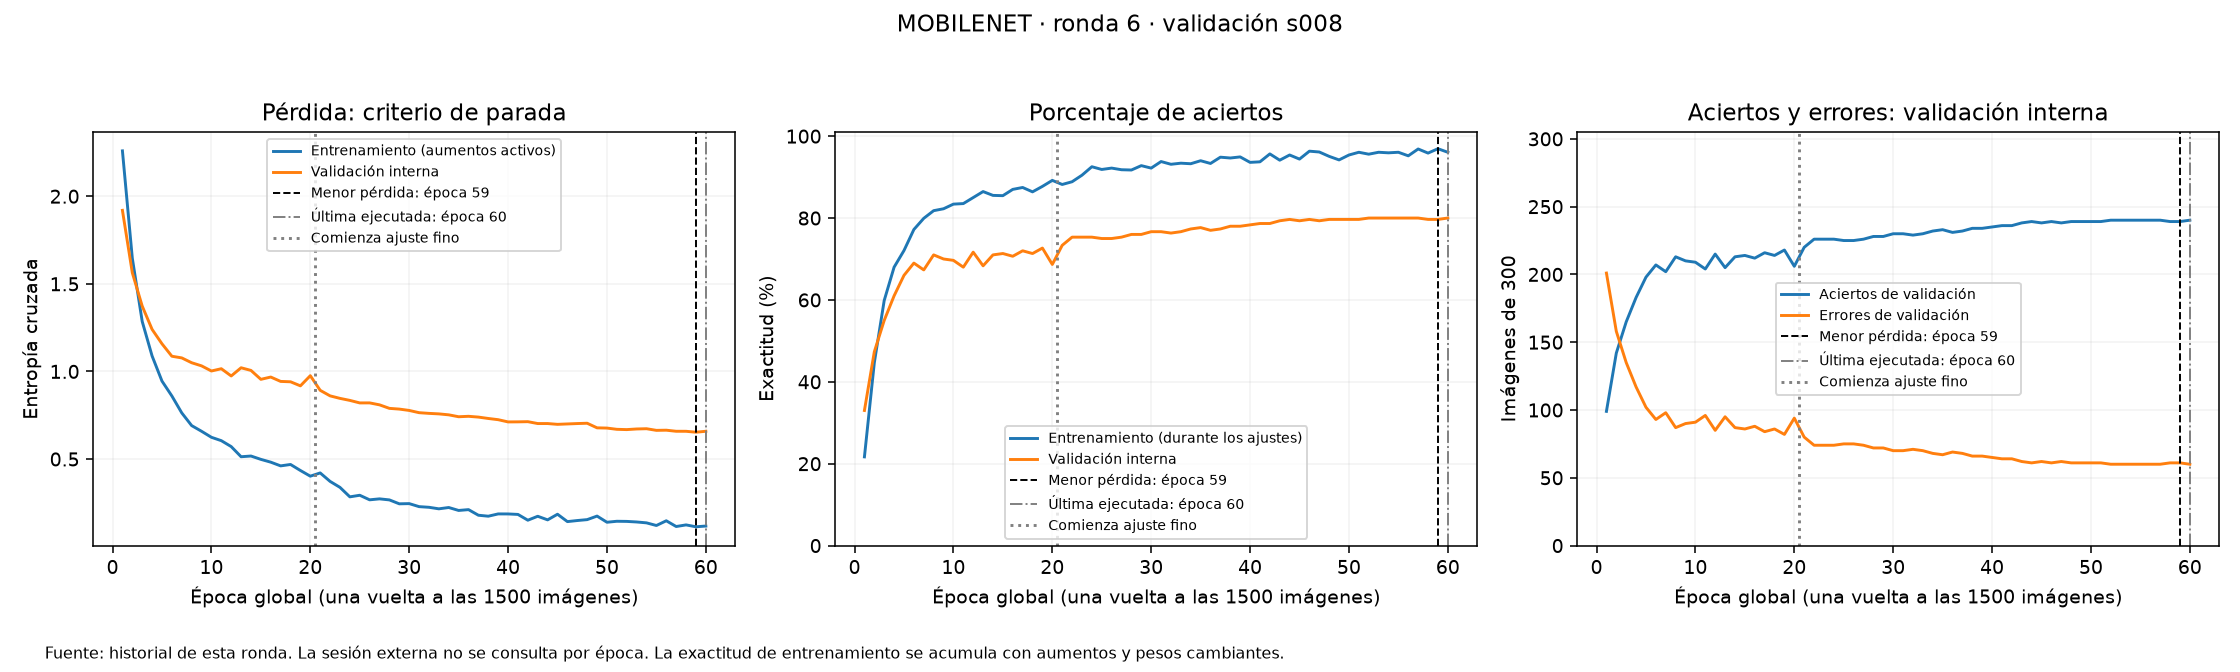 MOBILENET · ronda 6 · validación s008
Pérdida: criterio de parada
Entropía cruzada
2.0
1.5
1.0
0.5
Entrenamiento (aumentos activos)
Validación interna
Menor pérdida: época 59
Última ejecutada: época 60
Comienza ajuste fino
0 10 20 30 40 50 60
Época global (una vuelta a las 1500 imágenes)
Porcentaje de aciertos
Exactitud (%)
100
80
60
40
20
0
Entrenamiento (durante los ajustes)
Validación interna
Menor pérdida: época 59
Última ejecutada: época 60
Comienza ajuste fino
0 10 20 30 40 50 60
Época global (una vuelta a las 1500 imágenes)
Aciertos y errores: validación interna
Imágenes de 300
300
250
200
150
100
50
0
Aciertos de validación
Errores de validación
Menor pérdida: época 59
Última ejecutada: época 60
Comienza ajuste fino
0 10 20 30 40 50 60
Época global (una vuelta a las 1500 imágenes)
Fuente: historial de esta ronda. La sesión externa no se consulta por época. La exactitud de entrenamiento se acumula con aumentos y pesos cambiantes.